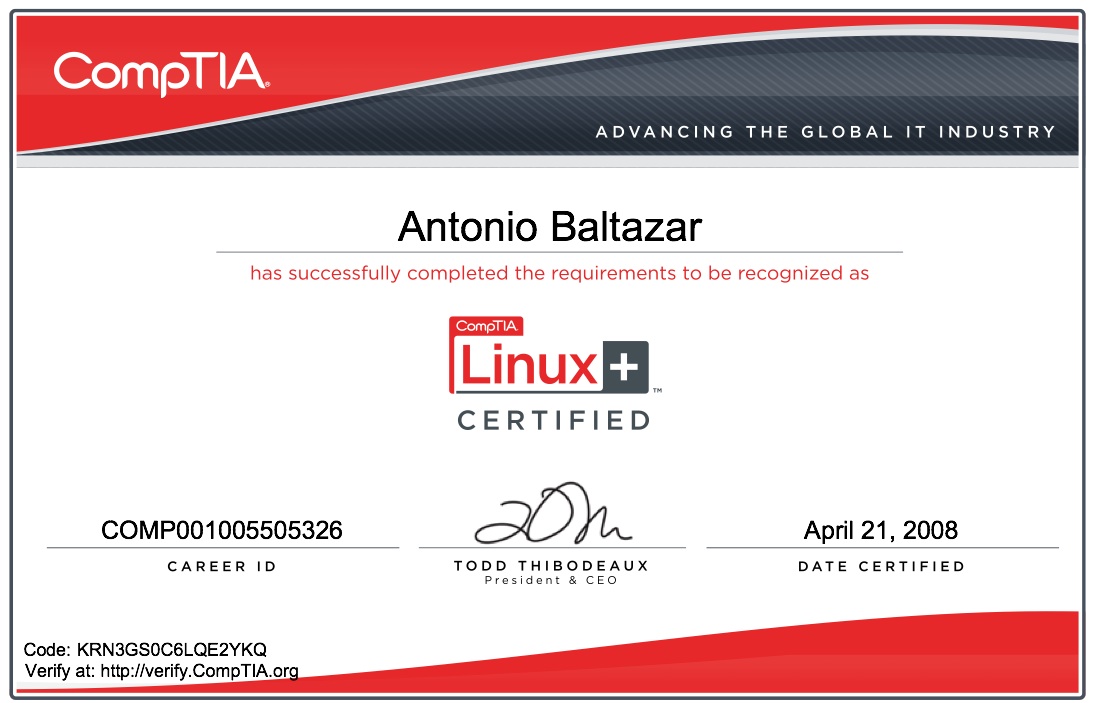 CompTIA®
ADVANCING THE GLOBAL IT INDUSTRY
Antonio Baltazar
has successfully completed the requirements to be recognized as
CompTIA
Linux+™
CERTIFIED
COMP001005505326
CAREER ID
TODD THIBODEAUX
President & CEO
April 21, 2008
DATE CERTIFIED
Code: KRN3GS0C6LQE2YKQ
Verify at: http://verify.CompTIA.org